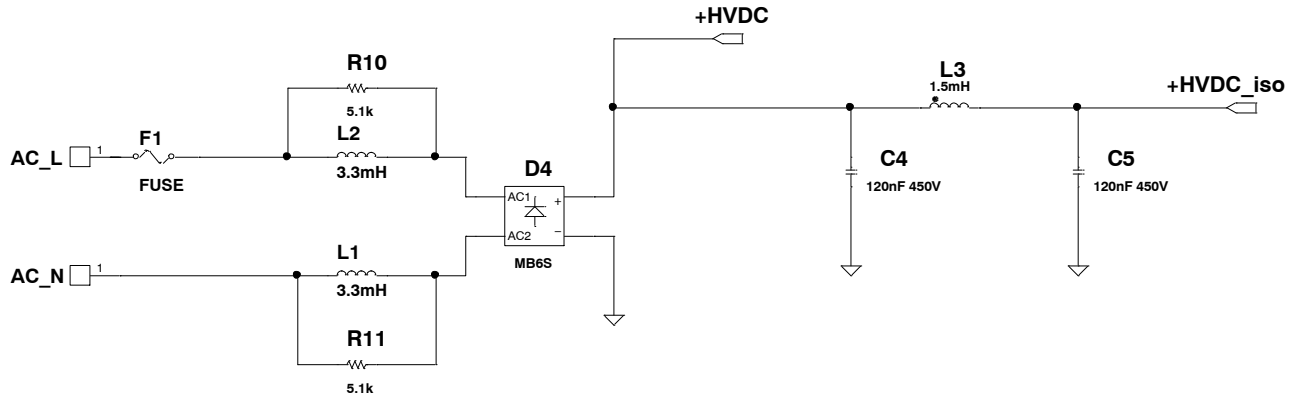 +HVDC
R10
5.1k
L3
1.5mH
+HVDC_iso
F1
L2
AC_L
1
FUSE
3.3mH
D4
C4
C5
120nF 450V
120nF 450V
AC1
+
AC2
–
MB6S
L1
AC_N
1
3.3mH
R11
5.1k